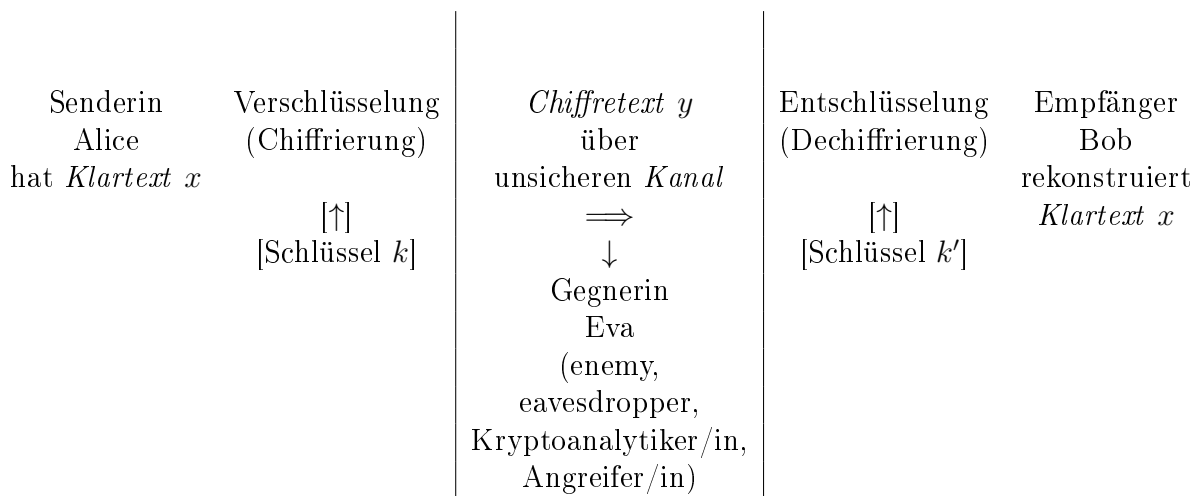 Senderin
Alice
hat Klartext x
Verschlüsselung
(Chiffrierung)
[↑]
[Schlüssel k]
Chiffretext y
über
unsicheren Kanal
⟹
↓
Gegnerin
Eva
(enemy,
eavesdropper,
Kryptoanalytiker/in,
Angreifer/in)
Entschlüsselung
(Dechiffrierung)
[↑]
[Schlüssel k′]
Empfänger
Bob
rekonstruiert
Klartext x